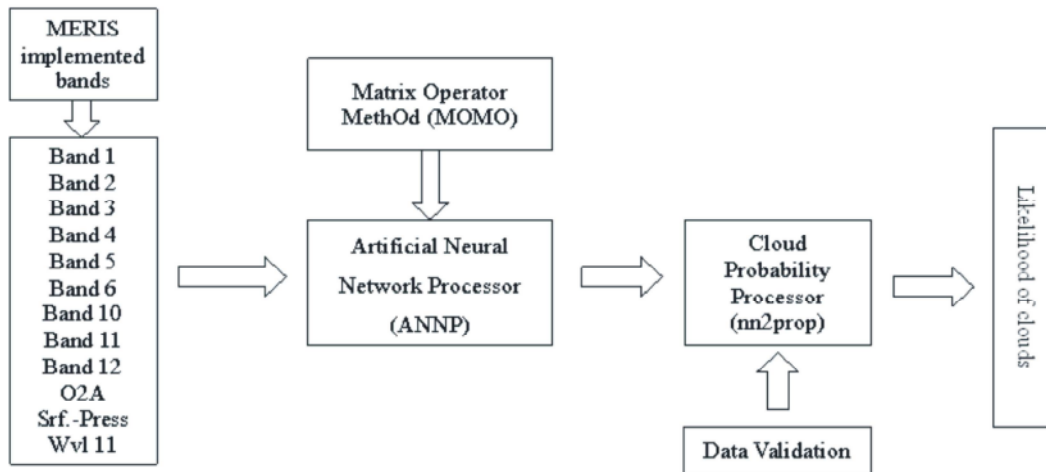 MERIS
implemented
bands
Band 1
Band 2
Band 3
Band 4
Band 5
Band 6
Band 10
Band 11
Band 12
O2A
Srf.-Press
Wvl 11
Matrix Operator
MethOd (MOMO)
Artificial Neural
Network Processor
(ANNP)
Cloud
Probability
Processor
(nn2prop)
Data Validation
Likelihood of clouds